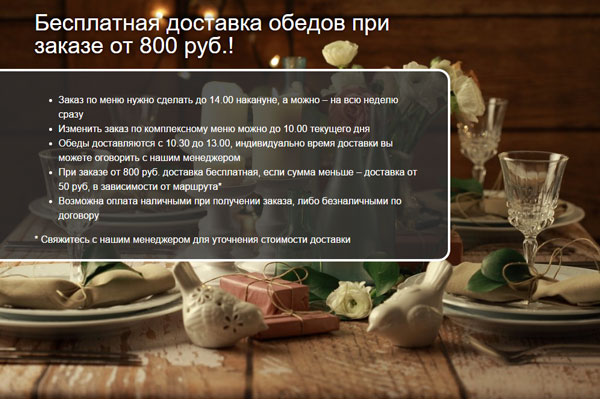 Бесплатная доставка обедов при
заказе от 800 руб.!
• Заказ по меню нужно сделать до 14.00 накануне, а можно – на всю неделю
сразу
• Изменить заказ по комплексному меню можно до 10.00 текущего дня
• Обеды доставляются с 10.30 до 13.00, индивидуально время доставки вы
можете оговорить с нашим менеджером
• При заказе от 800 руб. доставка бесплатная, если сумма меньше – доставка от
50 руб, в зависимости от маршрута*
• Возможна оплата наличными при получении заказа, либо безналичными по
договору
* Свяжитесь с нашим менеджером для уточнения стоимости доставки